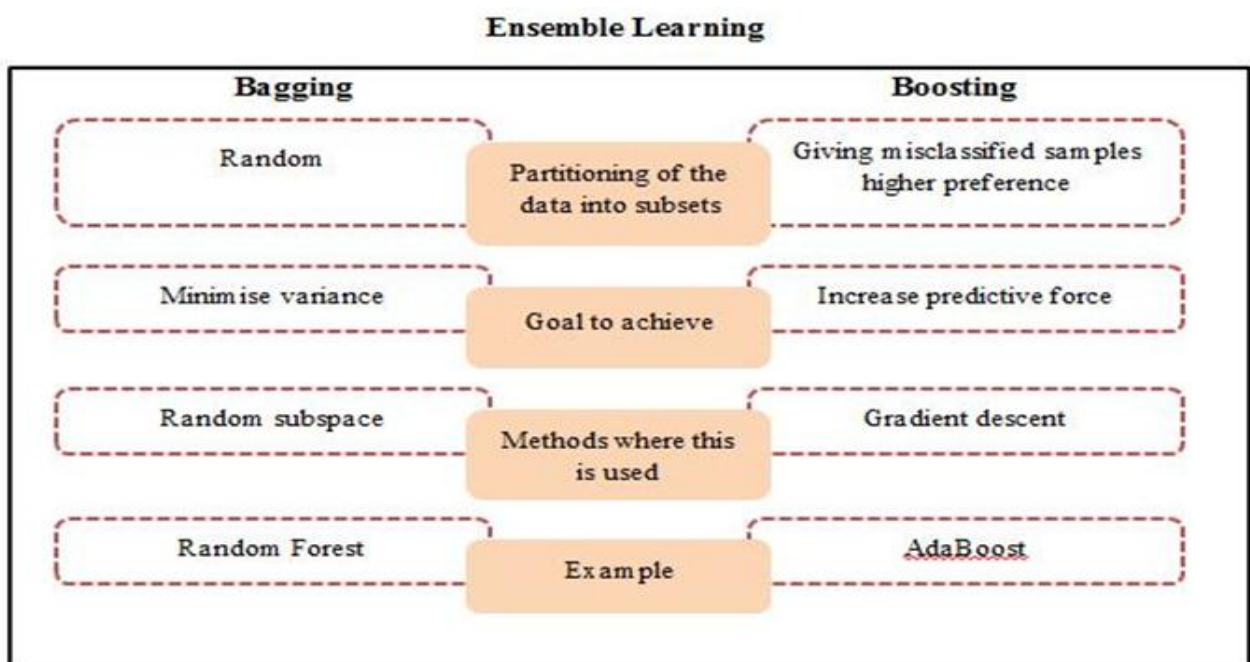 Ensemble Learning
Bagging
Boosting
Random
Partitioning of the
data into subsets
Giving misclassified samples
higher preference
Minimise variance
Goal to achieve
Increase predictive force
Random subspace
Methods where this
is used
Gradient descent
Random Forest
Example
AdaBoost